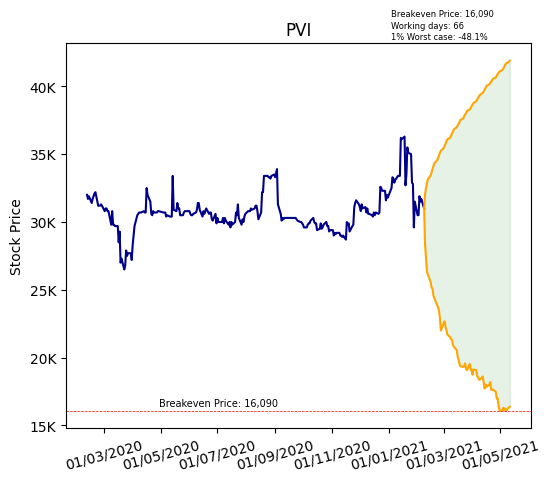 Breakeven Price: 16,090
Working days: 66
1% Worst case: -48.1%
PVI
Stock Price
40K
35K
30K
25K
20K
15K
Breakeven Price: 16,090
01/03/2020 01/05/2020 01/07/2020 01/09/2020 01/11/2020 01/01/2021 01/03/2021 01/05/2021